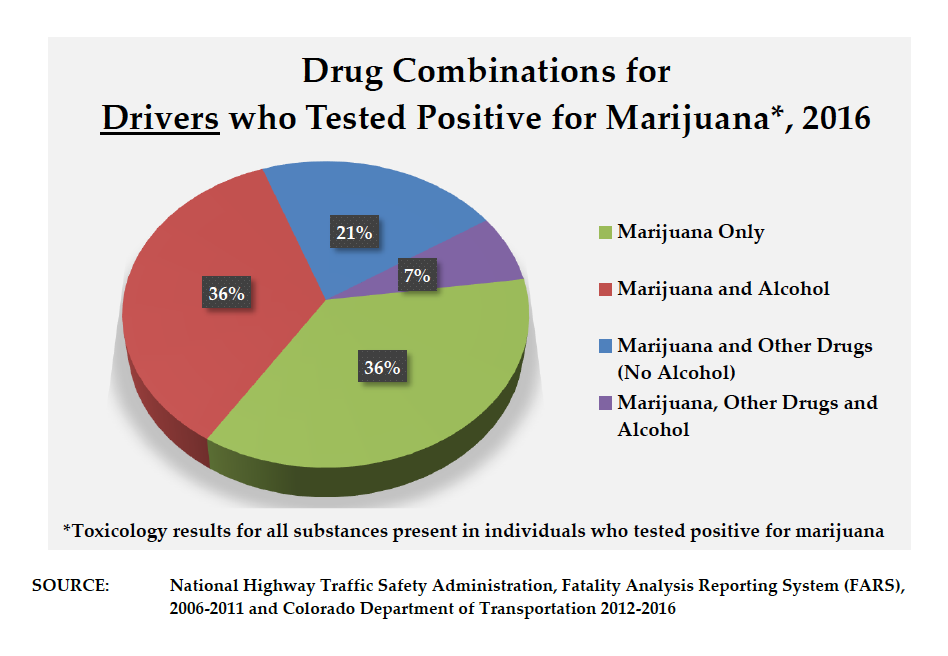 Drug Combinations for
Drivers who Tested Positive for Marijuana*, 2016
21%
7%
36%
36%
Marijuana Only
Marijuana and Alcohol
Marijuana and Other Drugs
(No Alcohol)
Marijuana, Other Drugs and
Alcohol
*Toxicology results for all substances present in individuals who tested positive for marijuana
SOURCE: National Highway Traffic Safety Administration, Fatality Analysis Reporting System (FARS),
2006-2011 and Colorado Department of Transportation 2012-2016